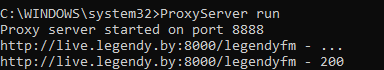 C:\WINDOWS\system32>ProxyServer run
Proxy server started on port 8888
http://live.legendy.by:8000/legendyfm - ...
http://live.legendy.by:8000/legendyfm - 200